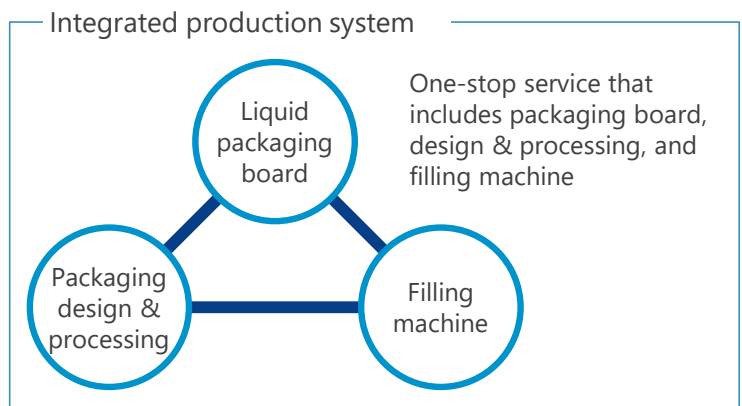 Integrated production system
Liquid
packaging
board
One-stop service that
includes packaging board,
design & processing, and
filling machine
Packaging
design &
processing
Filling
machine